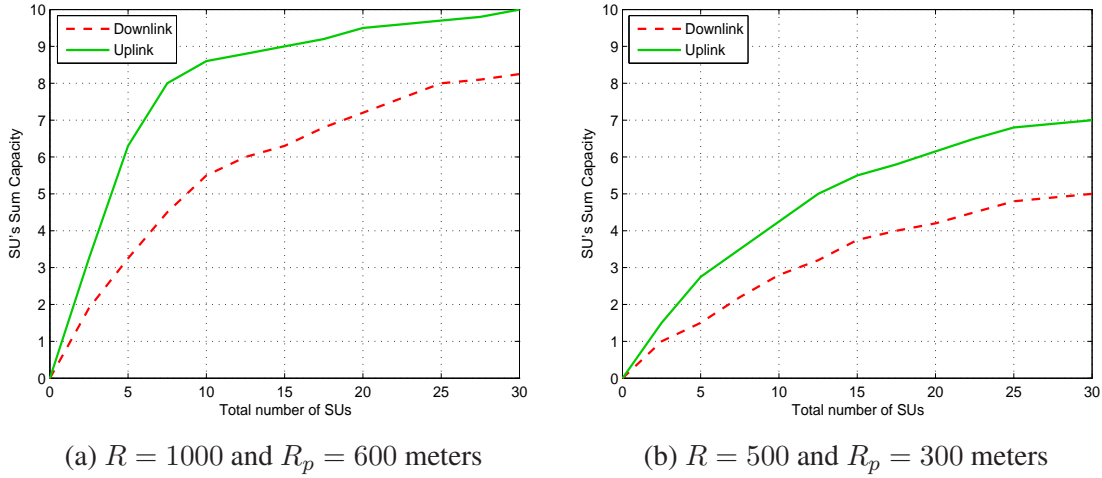 10
9
8
7
6
5
4
3
2
1
0
SU's Sum Capacity
Downlink
Uplink
0 5 10 15 20 25 30
Total number of SUs
(a) R = 1000 and R_p = 600 meters
10
9
8
7
6
5
4
3
2
1
0
SU's Sum Capacity
Downlink
Uplink
0 5 10 15 20 25 30
Total number of SUs
(b) R = 500 and R_p = 300 meters